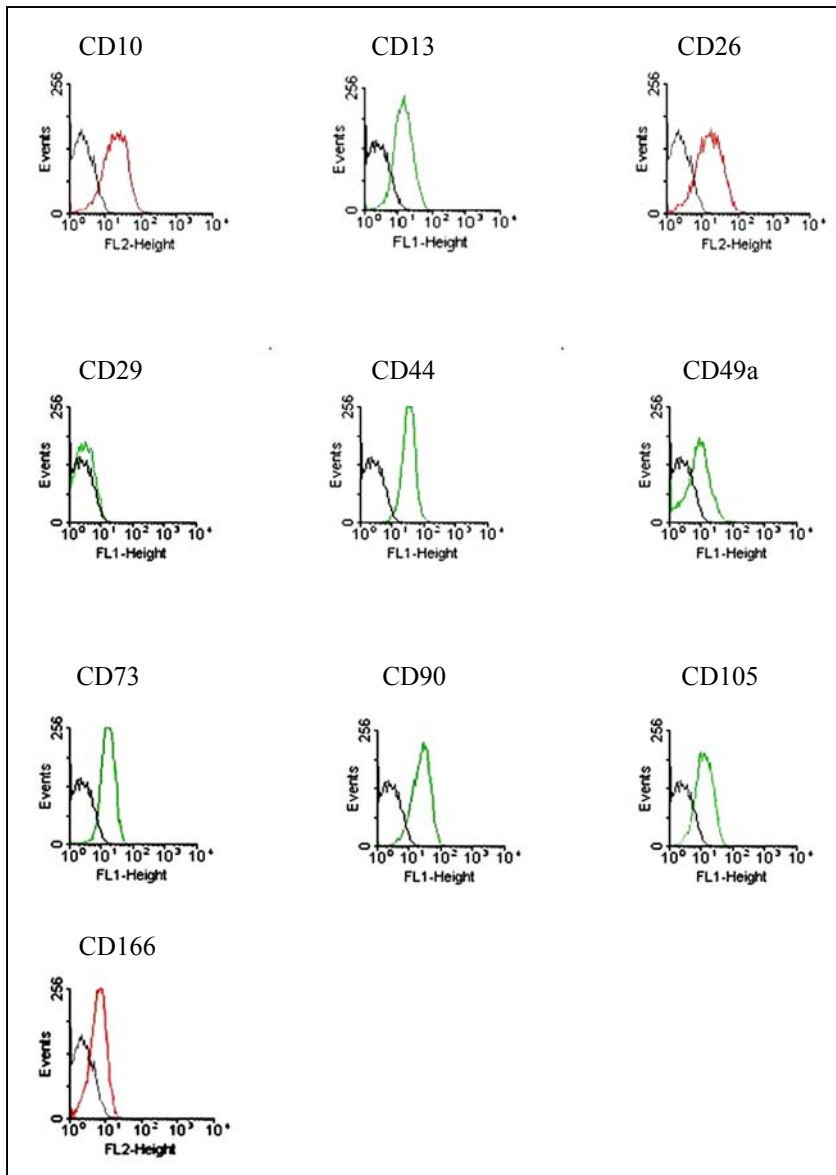 CD10 CD13 CD26
256 256 256
Events Events Events
0 0 0
10⁰ 10¹ 10² 10³ 10⁴ 10⁰ 10¹ 10² 10³ 10⁴ 10⁰ 10¹ 10² 10³ 10⁴
FL2-Height FL1-Height FL2-Height
CD29 CD44 CD49a
256 256 256
Events Events Events
0 0 0
10⁰ 10¹ 10² 10³ 10⁴ 10⁰ 10¹ 10² 10³ 10⁴ 10⁰ 10¹ 10² 10³ 10⁴
FL1-Height FL1-Height FL1-Height
CD73 CD90 CD105
256 256 256
Events Events Events
0 0 0
10⁰ 10¹ 10² 10³ 10⁴ 10⁰ 10¹ 10² 10³ 10⁴ 10⁰ 10¹ 10² 10³ 10⁴
FL1-Height FL1-Height FL1-Height
CD166
256
Events
0
10⁰ 10¹ 10² 10³ 10⁴
FL2-Height